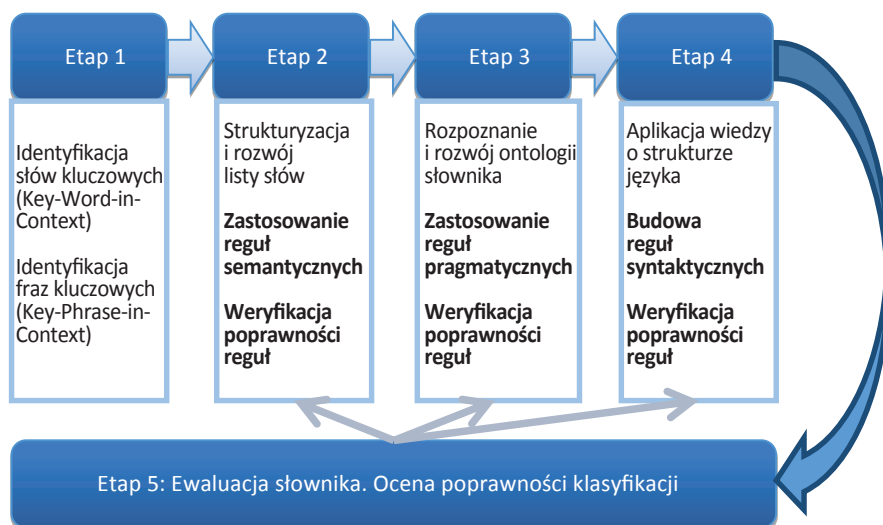 Etap 1
Etap 2
Etap 3
Etap 4
Identyfikacja
słów kluczowych
(Key-Word-in-
Context)
Identyfikacja
fraz kluczowych
(Key-Phrase-in-
Context)
Strukturyzacja
i rozwój
listy słów
Zastosowanie
reguł
semantycznych
Weryfikacja
poprawności
reguł
Rozpoznanie
i rozwój ontologii
słownika
Zastosowanie
reguł
pragmatycznych
Weryfikacja
poprawności
reguł
Aplikacja wiedzy
o strukturze
języka
Budowa
reguł
syntaktycznych
Weryfikacja
poprawności
reguł
Etap 5: Ewaluacja słownika. Ocena poprawności klasyfikacji